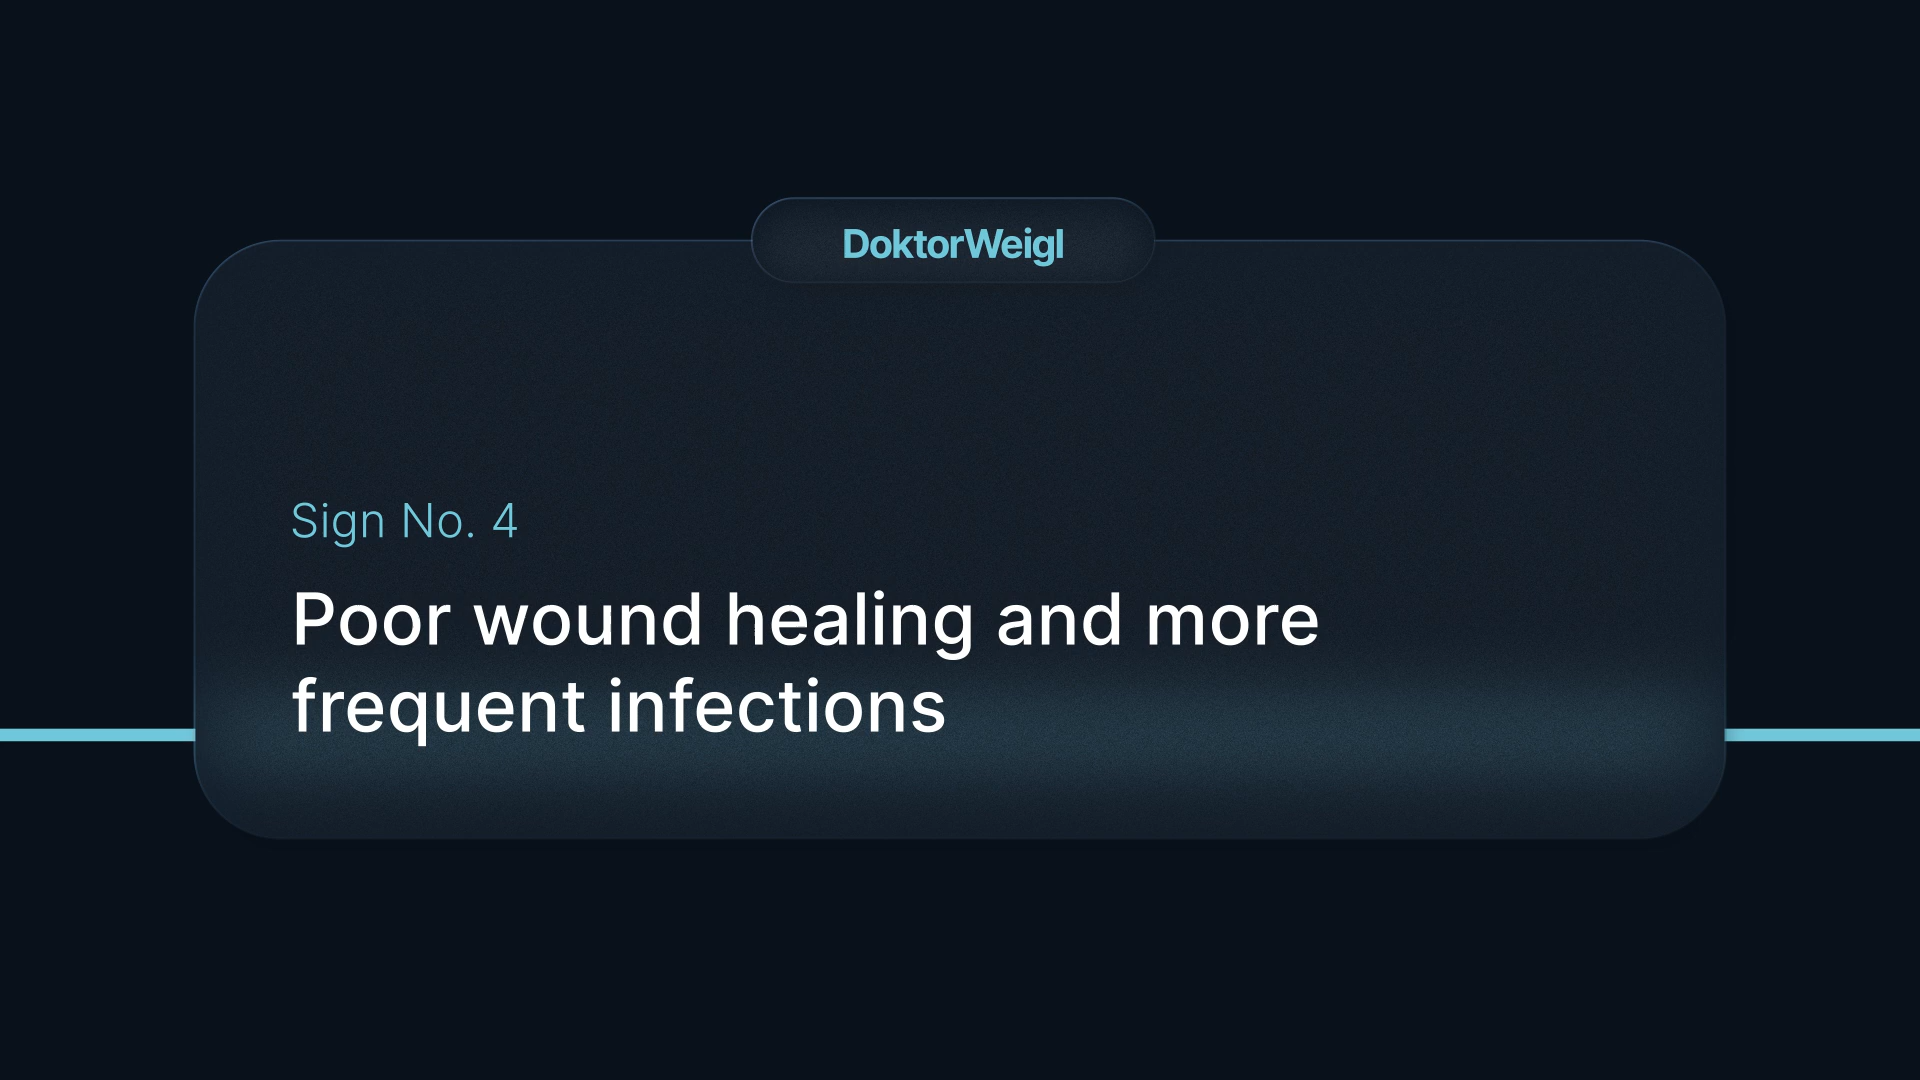 DoktorWeigl
Sign No. 4
Poor wound healing and more
frequent infections